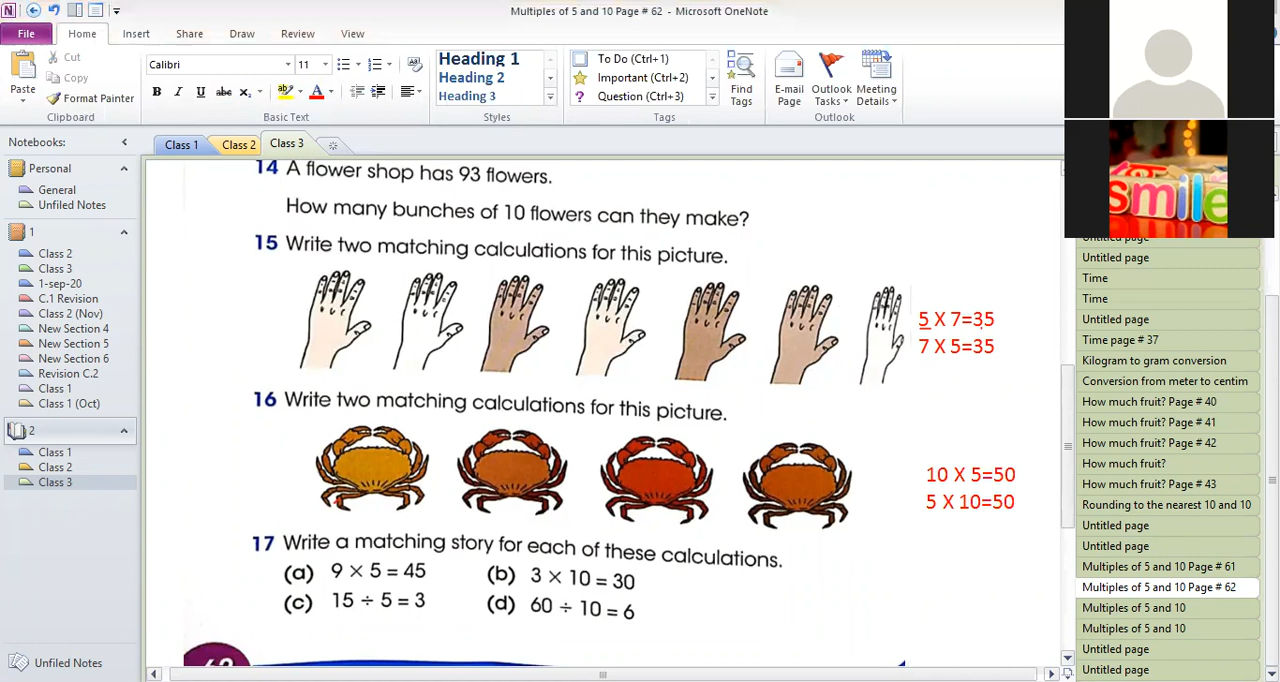 Multiples of 5 and 10 Page # 62 - Microsoft OneNote
File Home Insert Share Draw Review View
Paste
Cut
Copy
Format Painter
Clipboard
Calibri 11
B I U abc X₂ ab A
Basic Text
Heading 1
Heading 2
Heading 3
Styles
To Do (Ctrl+1)
Important (Ctrl+2)
Question (Ctrl+3)
Tags
Find
Tags
E-mail
Page
Outlook
Tasks
Meeting
Details
Outlook
smile
Notebooks:
Personal
General
Unfiled Notes
1
Class 2
Class 3
1-sep-20
C.1 Revision
Class 2 (Nov)
New Section 4
New Section 5
New Section 6
Revision C.2
Class 1
Class 1 (Oct)
2
Class 1
Class 2
Class 3
Unfiled Notes
Class 1 Class 2 Class 3
14 A flower shop has 93 flowers.
How many bunches of 10 flowers can they make?
15 Write two matching calculations for this picture.
5 X 7=35
7 X 5=35
16 Write two matching calculations for this picture.
10 X 5=50
5 X 10=50
17 Write a matching story for each of these calculations.
(a) 9 × 5 = 45 (b) 3 × 10 = 30
(c) 15 ÷ 5 = 3 (d) 60 ÷ 10 = 6
Untitled page
Untitled page
Time
Time
Untitled page
Time page # 37
Kilogram to gram conversion
Conversion from meter to centim
How much fruit? Page # 40
How much fruit? Page # 41
How much fruit? Page # 42
How much fruit?
How much fruit? Page # 43
Rounding to the nearest 10 and 10
Untitled page
Untitled page
Multiples of 5 and 10 Page # 61
Multiples of 5 and 10 Page # 62
Multiples of 5 and 10
Multiples of 5 and 10
Untitled page
Untitled page